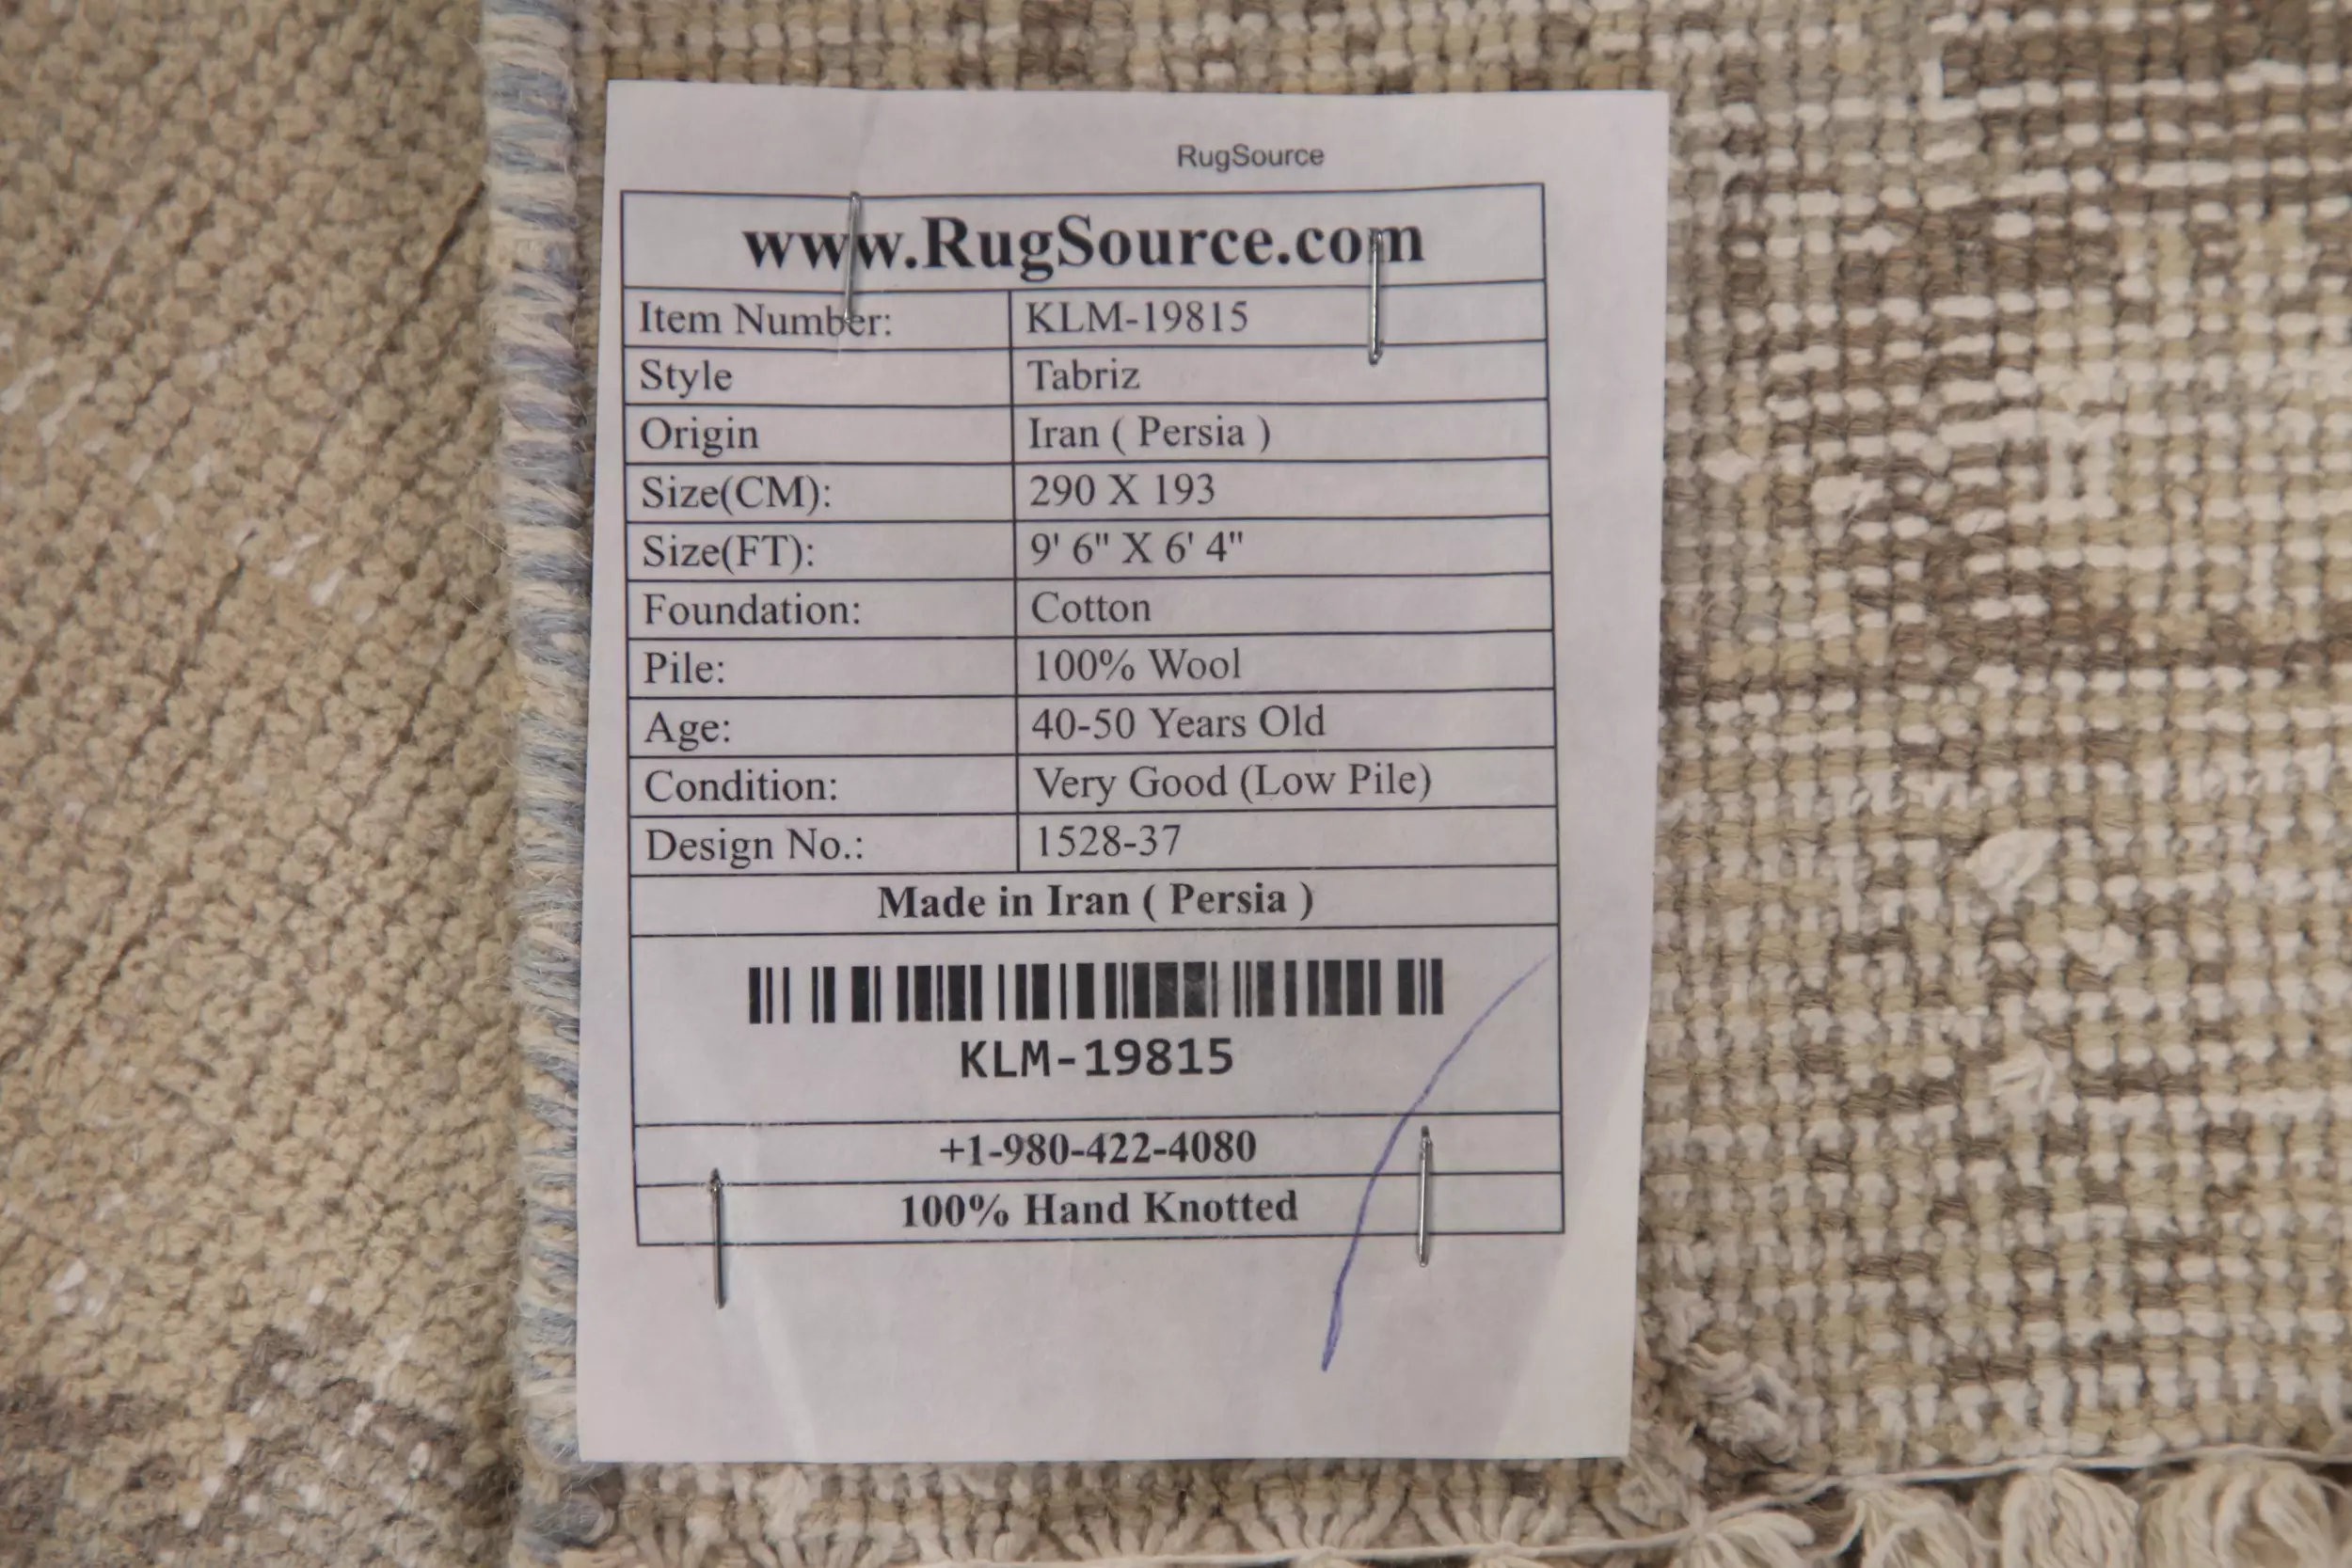 RugSource
www.RugSource.com
Item Number: KLM-19815
Style Tabriz
Origin Iran ( Persia )
Size(CM): 290 X 193
Size(FT): 9' 6" X 6' 4"
Foundation: Cotton
Pile: 100% Wool
Age: 40-50 Years Old
Condition: Very Good (Low Pile)
Design No.: 1528-37
Made in Iran ( Persia )
KLM-19815
+1-980-422-4080
100% Hand Knotted